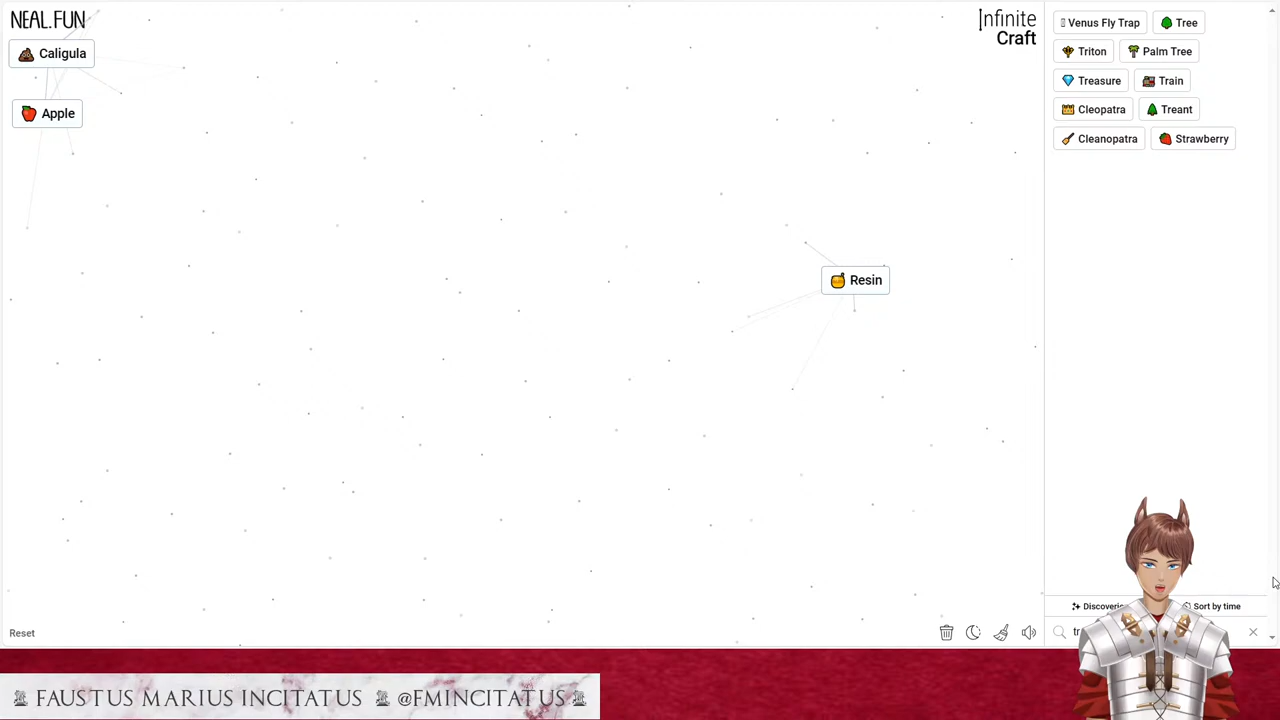 NEAL.FUN
Infinite
Craft
Caligula
Apple
Resin
Venus Fly Trap
Tree
Triton
Palm Tree
Treasure
Train
Cleopatra
Treant
Cleanopatra
Strawberry
Sort by time
Reset
FAUSTUS MARIUS INCITATUS @FMINCITATUS